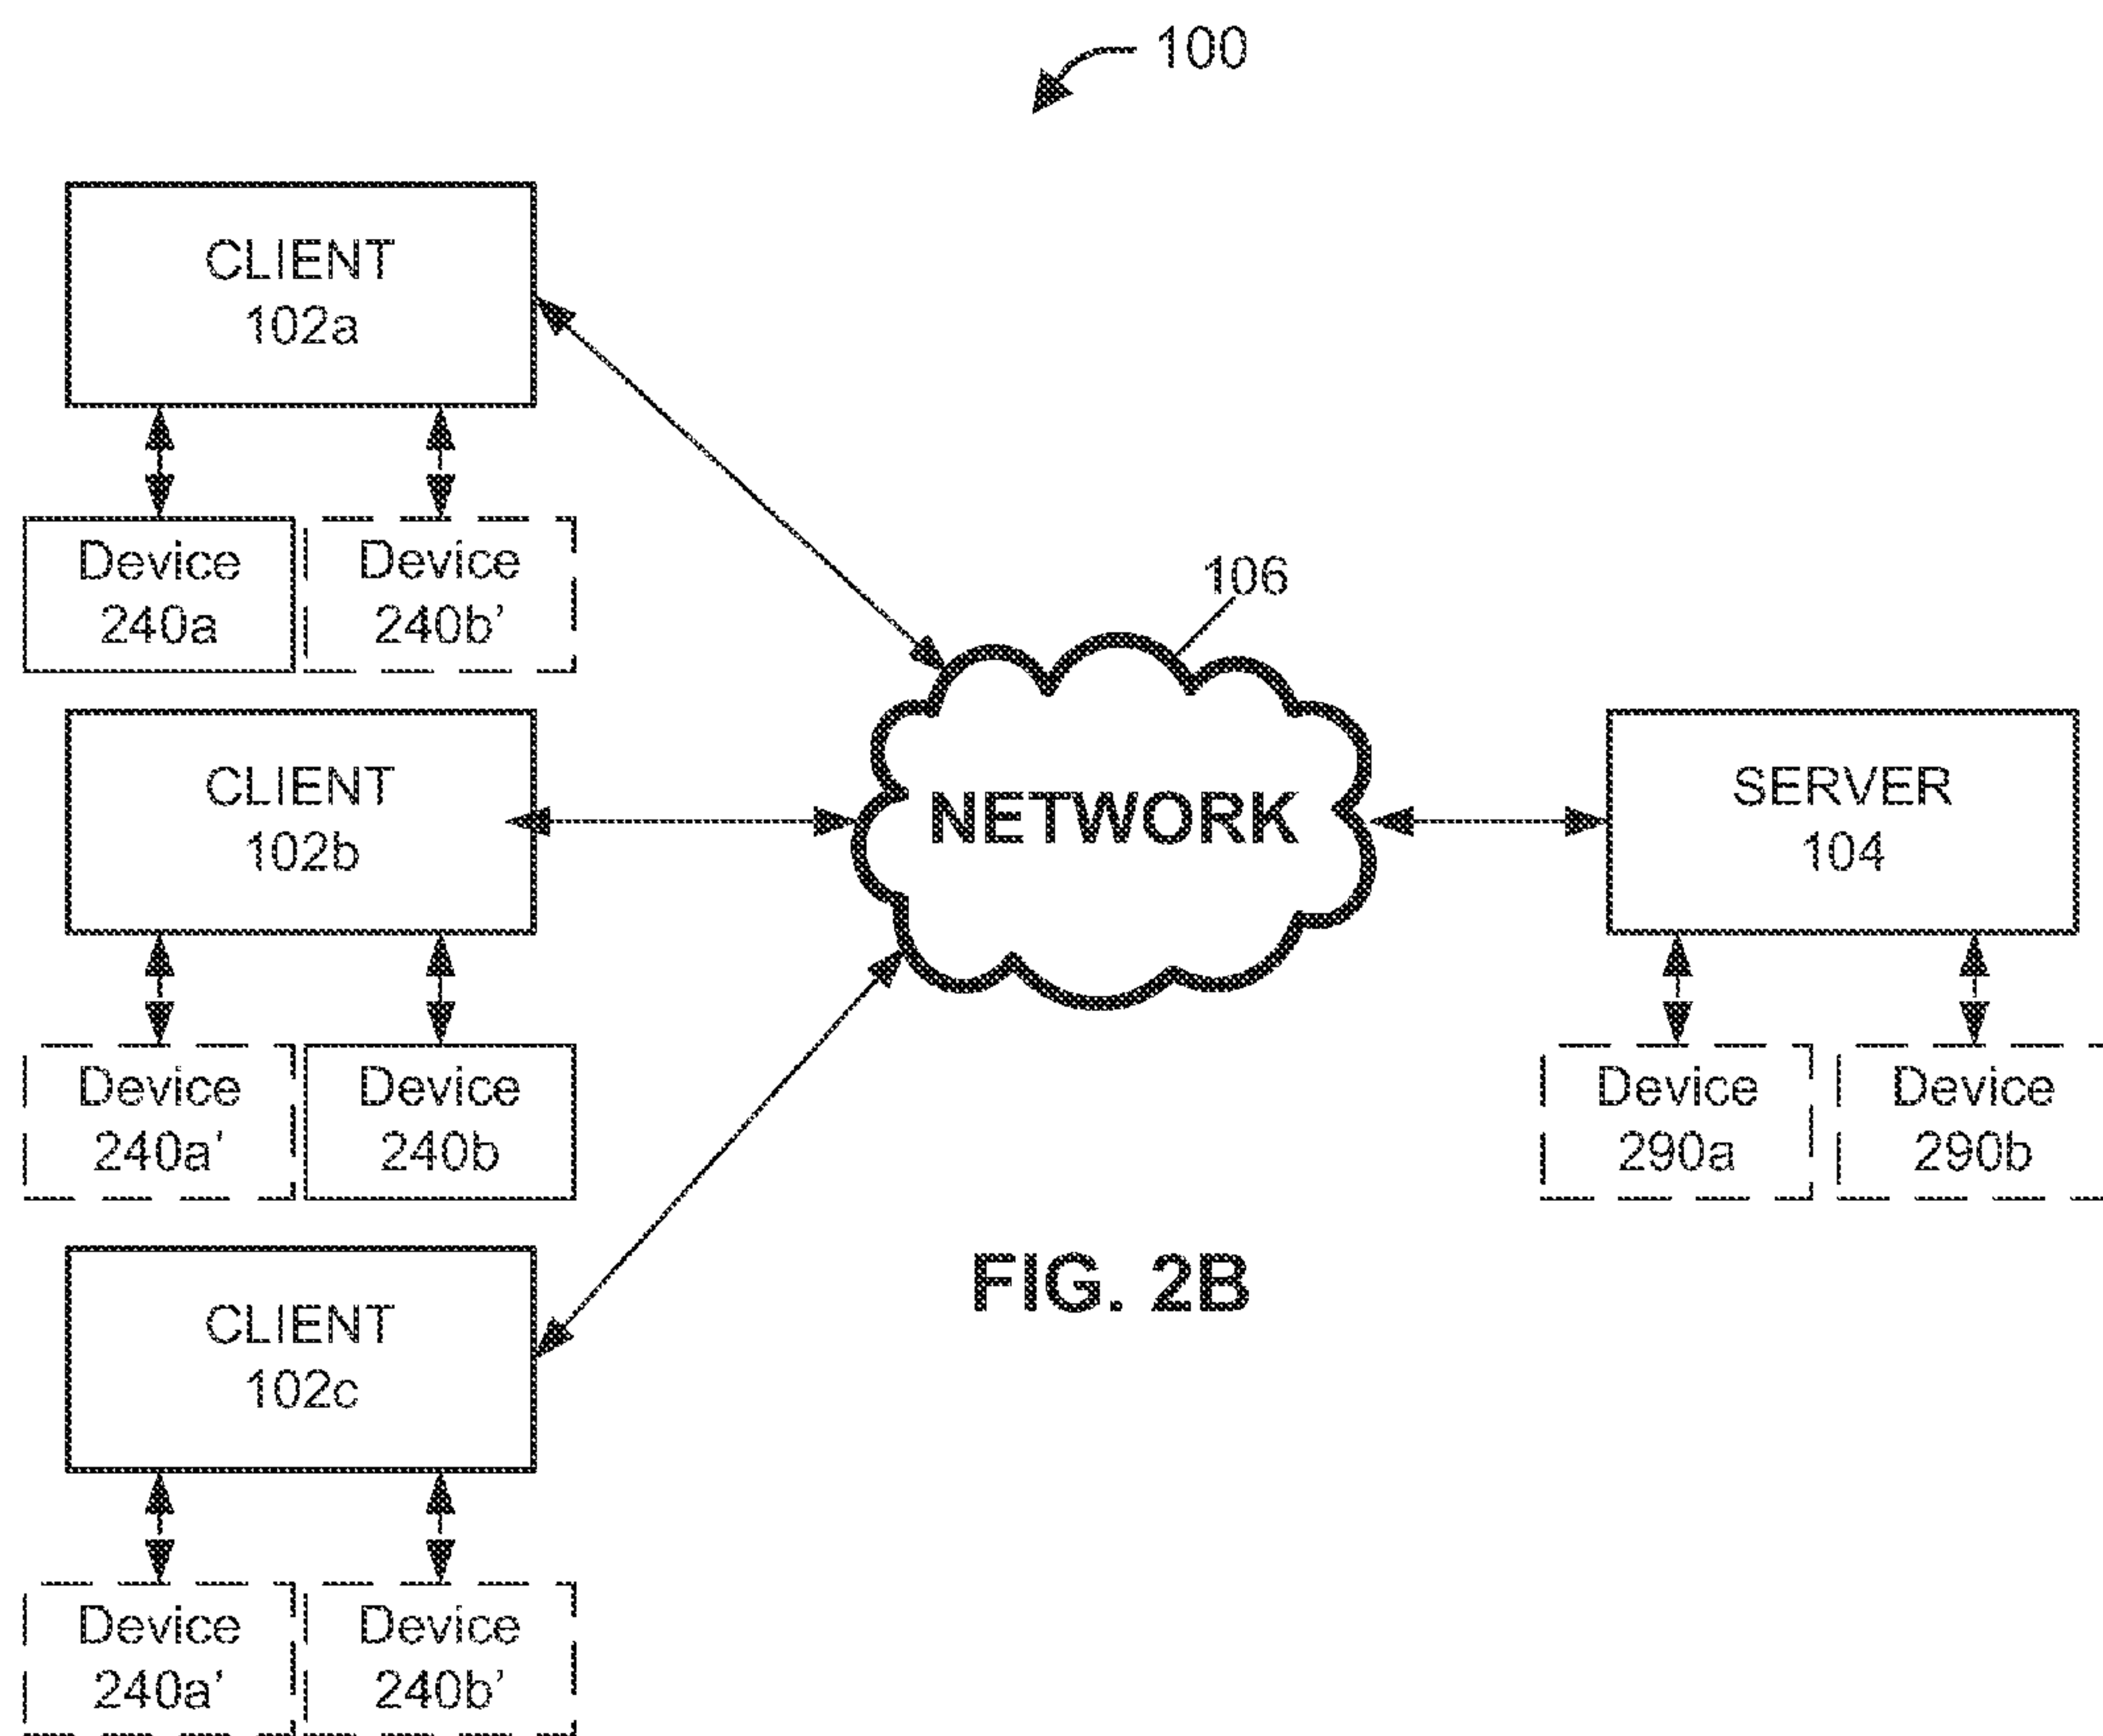 100
CLIENT
102a
Device
240a
Device
240b’
106
CLIENT
102b
NETWORK
SERVER
104
Device
240a’
Device
240b
Device
290a
Device
290b
FIG. 2B
CLIENT
102c
Device
240a’
Device
240b’